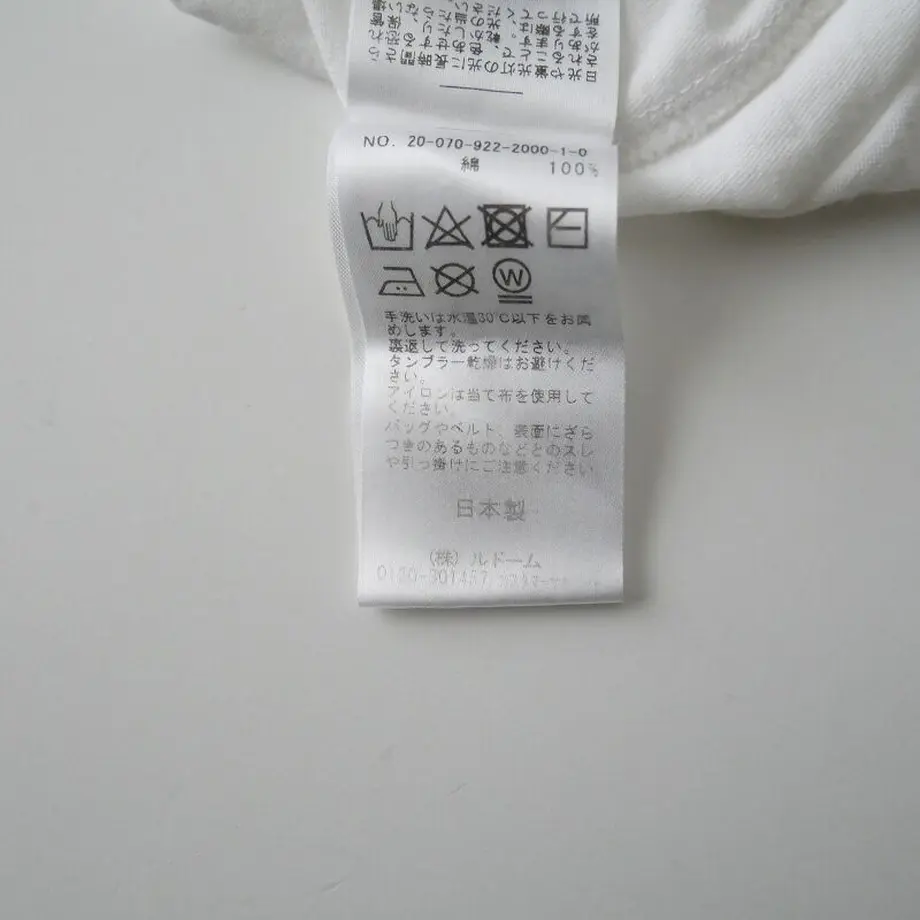 NO. 20-070-922-2000-1-0
綿 100%
手洗いは水温30℃以下をお薦
めします。
裏返して洗ってください。
タンブラー乾燥はお避けくだ
さい。
アイロンは当て布を使用して
ください。
バッグやベルト、表面にざら
つきのあるものなどとのスレ
や引っ掛けにご注意ください
日本製
(株) ルドーム